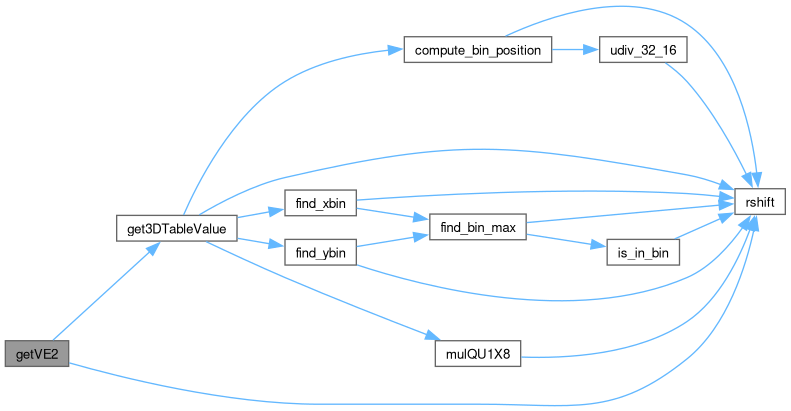 compute_bin_position
udiv_32_16
find_xbin
rshift
get3DTableValue
find_bin_max
find_ybin
is_in_bin
getVE2
mulQU1X8